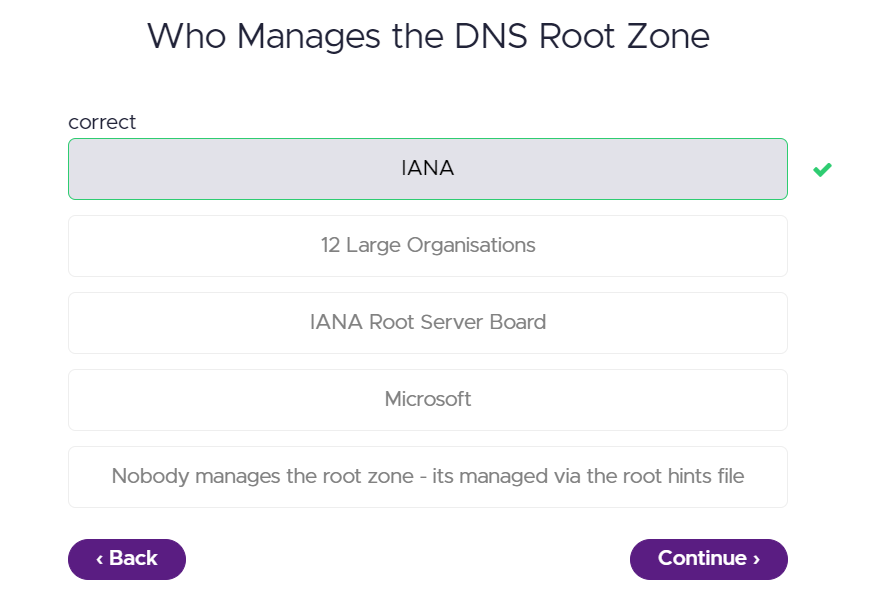 Who Manages the DNS Root Zone
correct
IANA
12 Large Organisations
IANA Root Server Board
Microsoft
Nobody manages the root zone - its managed via the root hints file
‹ Back
Continue ›